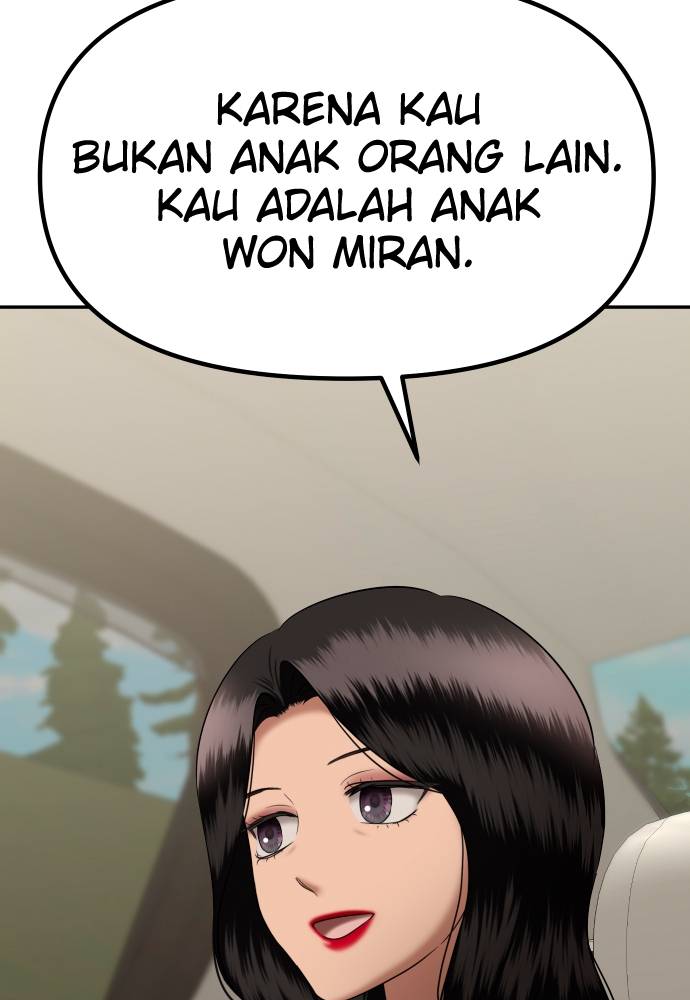 KARENA KAU
BUKAN ANAK ORANG LAIN.
KAU ADALAH ANAK
WON MIRAN.